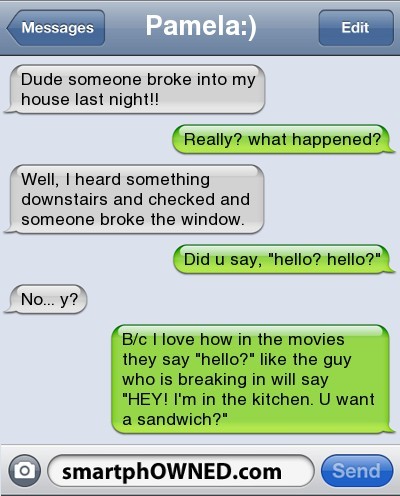 Messages
Pamela:)
Edit
Dude someone broke into my
house last night!!
Really? what happened?
Well, I heard something
downstairs and checked and
someone broke the window.
Did u say, "hello? hello?"
No... y?
B/c I love how in the movies
they say "hello?" like the guy
who is breaking in will say
"HEY! I'm in the kitchen. U want
a sandwich?"
smartphOWNED.com
Send